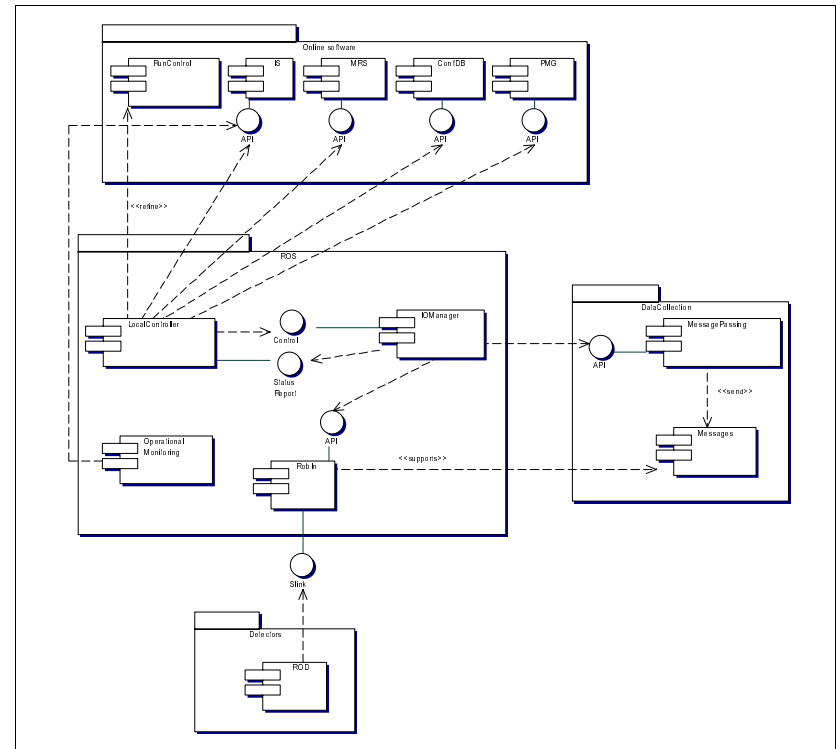 Online software
RunControl
IS
MRS
ConfDB
PMG
API
API
API
API
<<refine>>
ROS
LocalController
Control
IOManager
Status
Report
API
Operational
Monitoring
RobIn
<<supports>>
DataCollection
MessagePassing
API
<<send>>
Messages
Slink
Detectors
ROD